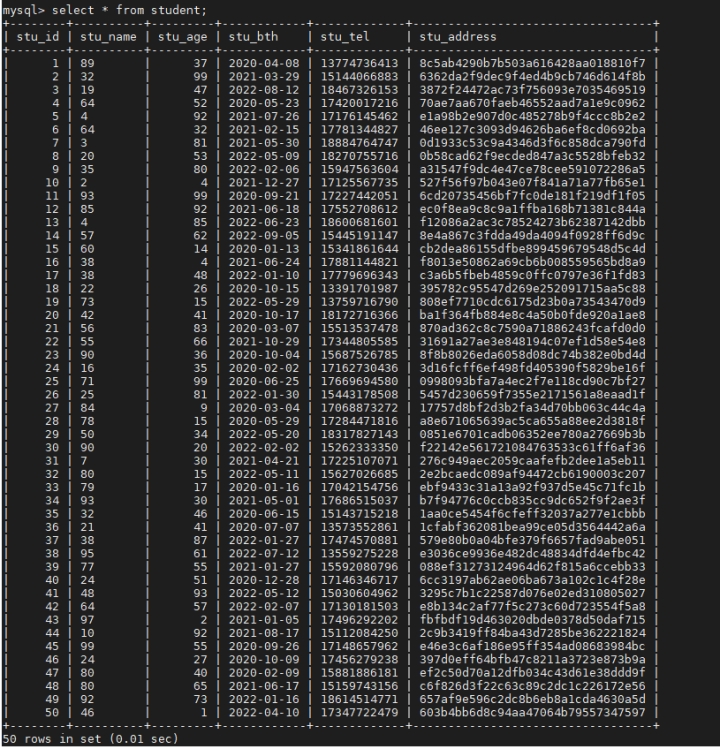 mysql> select * from student;
+--------+----------+---------+------------+-------------+----------------------------------+
| stu_id | stu_name | stu_age | stu_bth | stu_tel | stu_address |
+--------+----------+---------+------------+-------------+----------------------------------+
| 1 | 89 | 37 | 2020-04-08 | 13774736413 | 8c5ab4290b7b503a616428aa018810f7 |
| 2 | 32 | 99 | 2021-03-29 | 15144066883 | 6362da2f9dec9f4ed4b9cb746d614f8b |
| 3 | 19 | 47 | 2022-08-12 | 18467326153 | 3872f24472ac73f756093e7035469519 |
| 4 | 64 | 52 | 2020-05-23 | 17420017216 | 70ae7aa670faeb46552aad7a1e9c0962 |
| 5 | 4 | 92 | 2021-07-26 | 17176145462 | e1a98b2e907d0c485278b9f4ccc8b2e2 |
| 6 | 64 | 32 | 2021-02-15 | 17781344827 | 46ee127c3093d94626ba6ef8cd0692ba |
| 7 | 3 | 81 | 2021-05-30 | 18884764747 | 0d1933c53c9a4346d3f6c858dca790fd |
| 8 | 20 | 53 | 2022-05-09 | 18270755716 | 0b58cad62f9ecded847a3c5528bfeb32 |
| 9 | 35 | 80 | 2022-02-06 | 15947563604 | a31547f9dc4e47ce78cee591072286a5 |
| 10 | 2 | 4 | 2021-12-27 | 17125567735 | 527f56f97b043e07f841a71a77fb65e1 |
| 11 | 93 | 99 | 2020-09-21 | 17227442051 | 6cd20735456bf7fc0de181f219df1f05 |
| 12 | 85 | 92 | 2021-06-18 | 17552708612 | ec0f8ea9c8c9a1ffba168b71381c844a |
| 13 | 4 | 85 | 2022-06-23 | 18600681601 | f12086a2ac3c78524273b62387142dbb |
| 14 | 57 | 62 | 2022-09-05 | 15445191147 | 8e4a867c3fdda49da4094f0928ff6d9c |
| 15 | 60 | 14 | 2020-01-13 | 15341861644 | cb2dea86155dfbe899459679548d5c4d |
| 16 | 38 | 4 | 2021-06-24 | 17881144821 | f8013e50862a69cb6b008559565bd8a9 |
| 17 | 38 | 48 | 2022-01-10 | 17779696343 | c3a6b5fbeb4859c0ffc0797e36f1fd83 |
| 18 | 22 | 26 | 2020-10-15 | 13391701987 | 395782c95547d269e252091715aa5c88 |
| 19 | 73 | 15 | 2022-05-29 | 13759716790 | 808ef7710cdc6175d23b0a73543470d9 |
| 20 | 42 | 41 | 2020-10-17 | 18172716366 | ba1f364fb884e8c4a50b0fde920a1ae8 |
| 21 | 56 | 83 | 2020-03-07 | 15513537478 | 870ad362c8c7590a71886243fcafd0d0 |
| 22 | 55 | 66 | 2021-10-29 | 17344805585 | 31691a27ae3e848194c07ef1d58e54e8 |
| 23 | 90 | 36 | 2020-10-04 | 15687526785 | 8f8b8026eda6058d08dc74b382e0bd4d |
| 24 | 16 | 35 | 2020-02-02 | 17162730436 | 3d16fcff6ef498fd405390f5829be16f |
| 25 | 71 | 99 | 2020-06-25 | 17669694580 | 0998093bfa7a4ec2f7e118cd90c7bf27 |
| 26 | 25 | 81 | 2022-01-30 | 15443178508 | 5457d230659f7355e2171561a8eaad1f |
| 27 | 84 | 9 | 2020-03-04 | 17068873272 | 17757d8bf2d3b2fa34d70bb063c44c4a |
| 28 | 78 | 15 | 2020-05-29 | 17284471816 | a8e671065639ac5ca655a88ee2d3818f |
| 29 | 50 | 34 | 2022-05-20 | 18317827143 | 0851e6701cadb06352ee780a27669b3b |
| 30 | 90 | 20 | 2022-02-02 | 15262333350 | f22142e561721084763533c61ff6af36 |
| 31 | 7 | 30 | 2021-04-21 | 17225107071 | 276c949aec2059caafefb2dee1a5eb11 |
| 32 | 80 | 15 | 2022-05-11 | 15627026685 | 2e2bcaedc089af94472cb6190003c207 |
| 33 | 79 | 17 | 2020-01-16 | 17042154756 | ebf9433c31a13a92f937d5e45c71fc1b |
| 34 | 93 | 30 | 2021-05-01 | 17686515037 | b7f94776c0ccb835cc9dc652f9f2ae3f |
| 35 | 32 | 46 | 2020-06-15 | 15143715218 | 1aa0ce5454f6cfeff32037a277e1cbbb |
| 36 | 21 | 41 | 2020-07-07 | 13573552861 | 1cfabf362081bea99ce05d3564442a6a |
| 37 | 38 | 87 | 2022-01-27 | 17474570881 | 579e80b0a04bfe379f6657fad9abe051 |
| 38 | 95 | 61 | 2022-07-12 | 13559275228 | e3036ce9936e482dc48834dfd4efbc42 |
| 39 | 77 | 55 | 2021-01-27 | 15592080796 | 088ef31273124964d62f815a6ccebb33 |
| 40 | 24 | 51 | 2020-12-28 | 17146346717 | 6cc3197ab62ae06ba673a102c1c4f28e |
| 41 | 48 | 93 | 2022-05-12 | 15030604962 | 3295c7b1c22587d076e02ed310805027 |
| 42 | 64 | 57 | 2022-02-07 | 17130181503 | e8b134c2af77f5c273c60d723554f5a8 |
| 43 | 97 | 2 | 2021-01-05 | 17496292202 | fbfbdf19d463020dbde0378d50daf715 |
| 44 | 10 | 92 | 2021-08-17 | 15112084250 | 2c9b3419ff84ba43d7285be362221824 |
| 45 | 99 | 55 | 2020-09-26 | 17148657962 | e46e3c6af186e95ff354ad08683984bc |
| 46 | 24 | 27 | 2020-10-09 | 17456279238 | 397d0eff64bfb47c8211a3723e873b9a |
| 47 | 80 | 40 | 2022-02-09 | 15881886181 | ef2c50d70a12dfb034c43d61e38ddd9f |
| 48 | 80 | 65 | 2021-06-17 | 15159743156 | c6f826d3f22c63c89c2dc1c226172e56 |
| 49 | 92 | 73 | 2022-01-16 | 18614514771 | 657af9e596c2dc8b6eb8a1cda4630a5d |
| 50 | 46 | 1 | 2022-04-10 | 17347722479 | 603b4bb6d8c94aa47064b79557347597 |
+--------+----------+---------+------------+-------------+----------------------------------+
50 rows in set (0.01 sec)